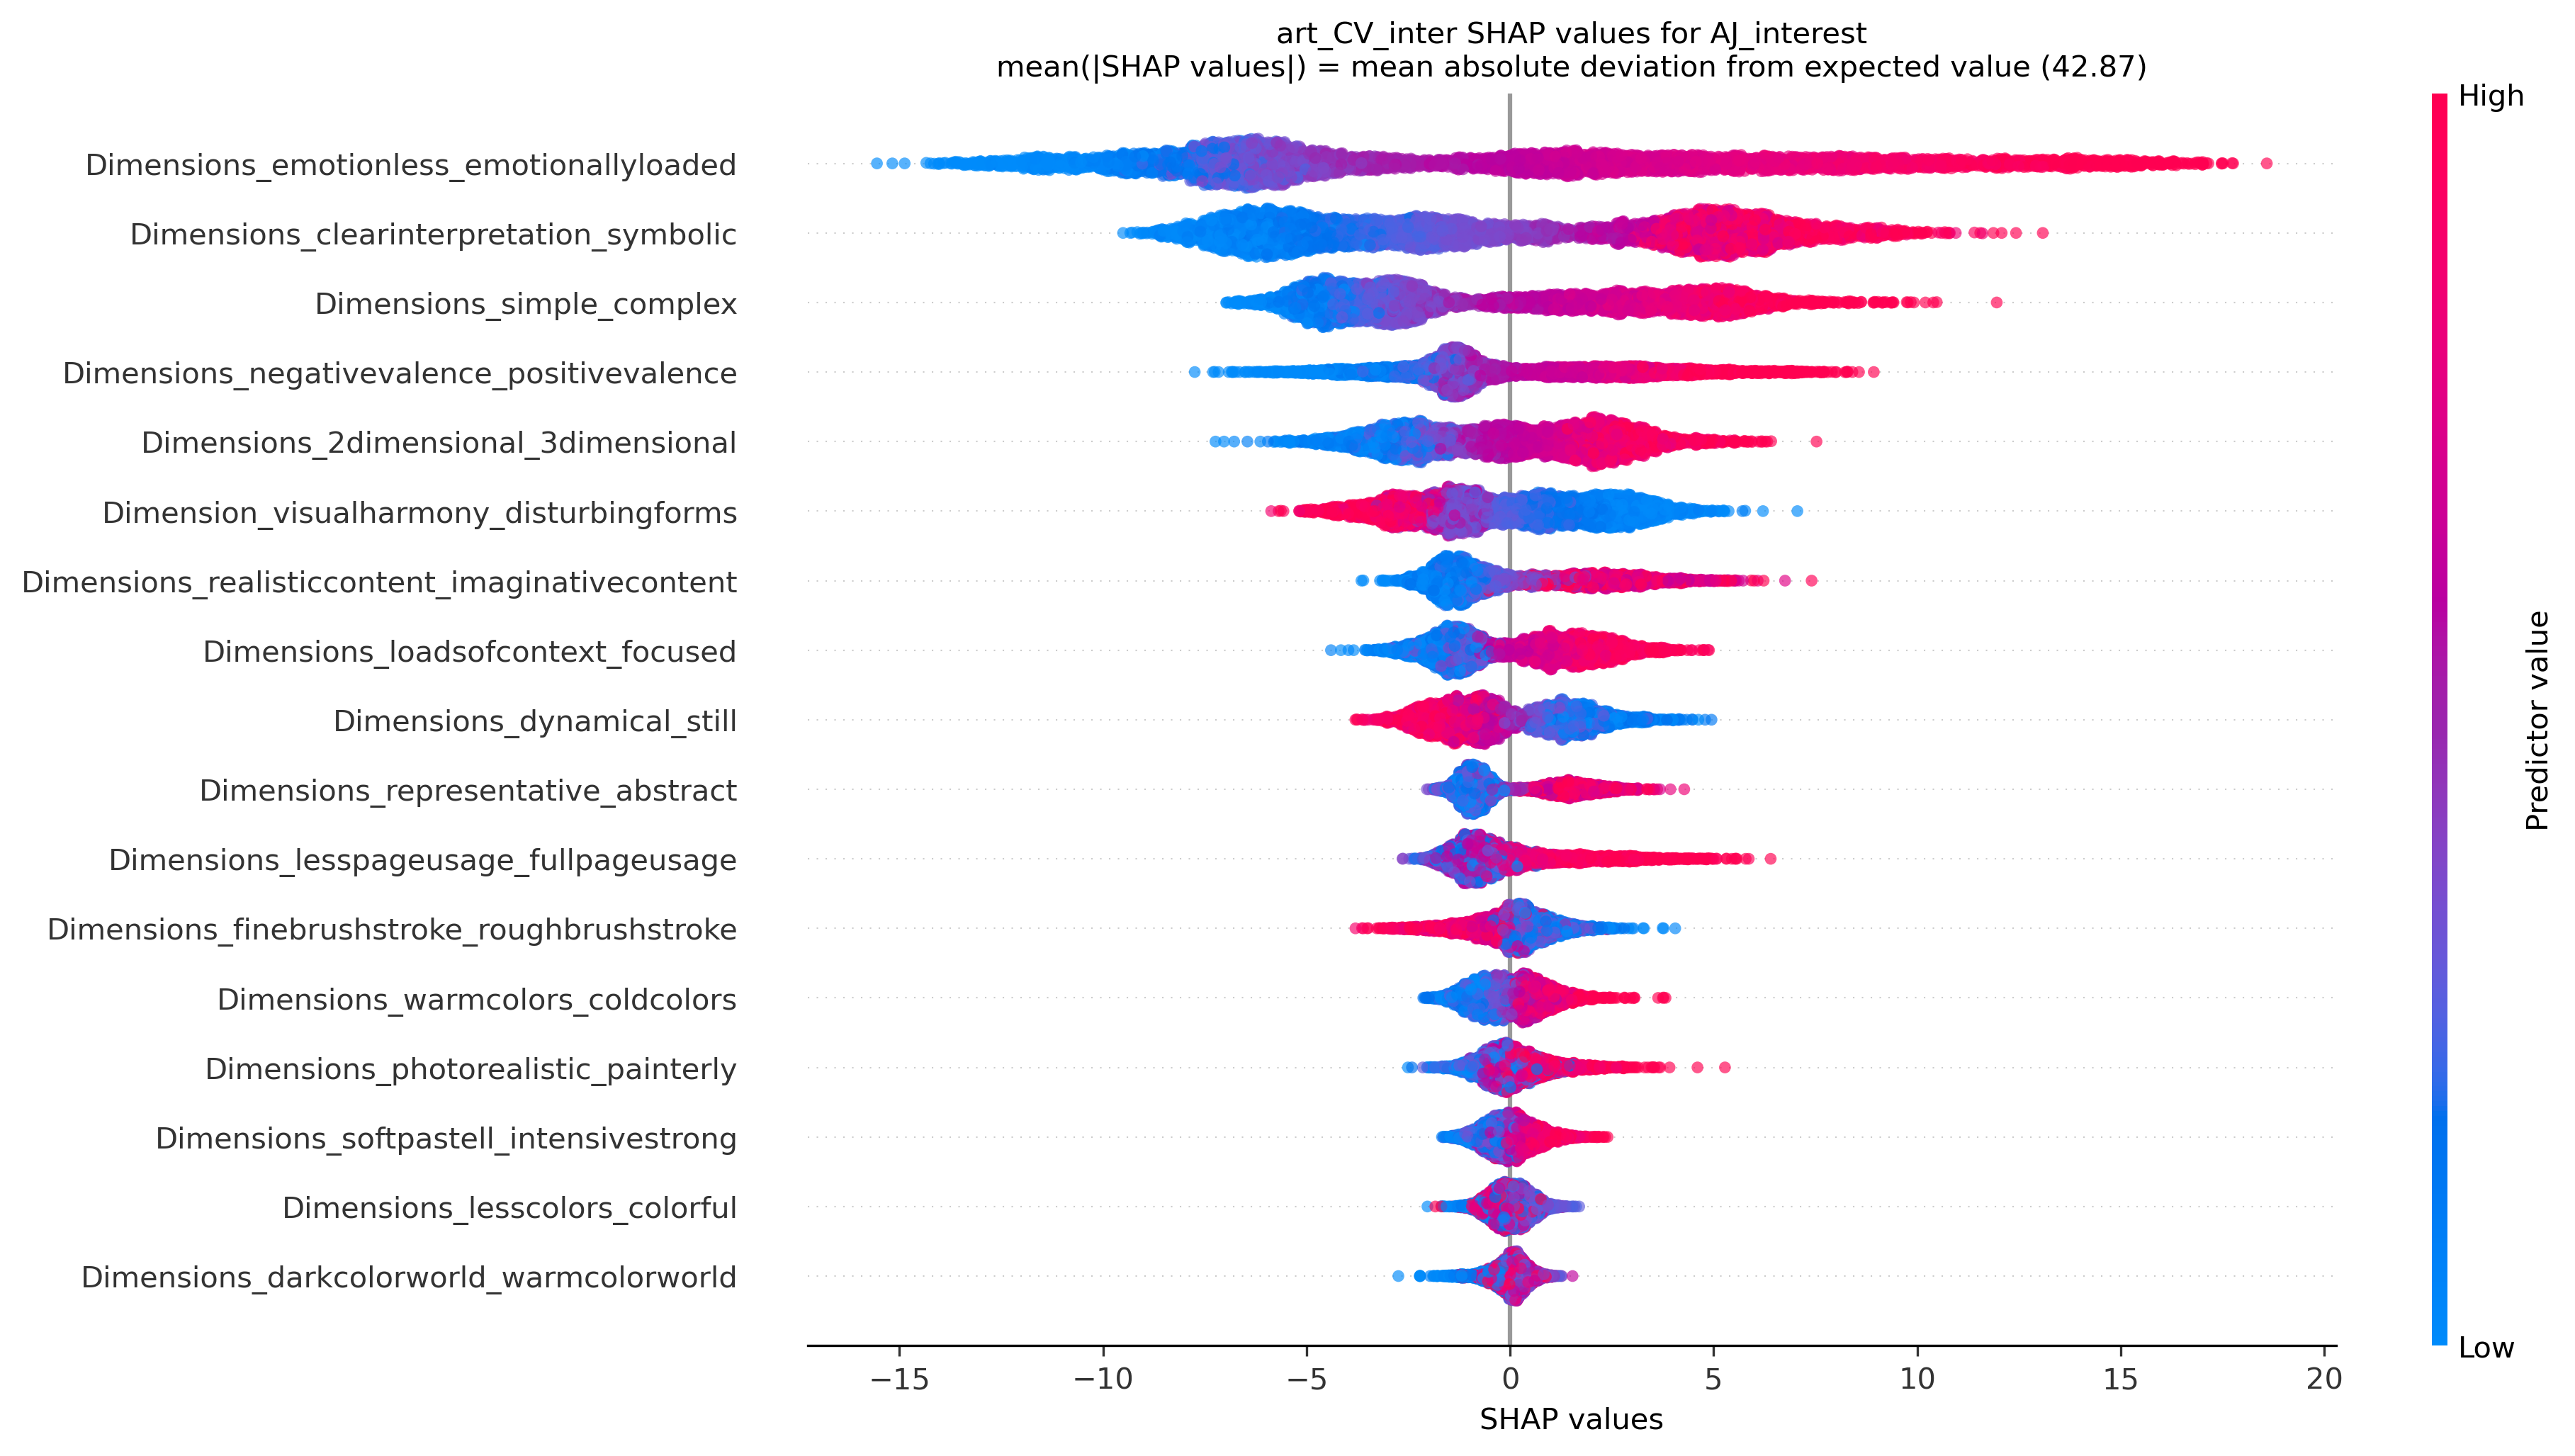 art_CV_inter SHAP values for AJ_interest
mean(|SHAP values|) = mean absolute deviation from expected value (42.87)
High
Dimensions_emotionless_emotionallyloaded
Dimensions_clearinterpretation_symbolic
Dimensions_simple_complex
Dimensions_negativevalence_positivevalence
Dimensions_2dimensional_3dimensional
Dimension_visualharmony_disturbingforms
Dimensions_realisticcontent_imaginativecontent
Dimensions_loadsofcontext_focused
Dimensions_dynamical_still
Dimensions_representative_abstract
Dimensions_lesspageusage_fullpageusage
Dimensions_finebrushstroke_roughbrushstroke
Dimensions_warmcolors_coldcolors
Dimensions_photorealistic_painterly
Dimensions_softpastell_intensivestrong
Dimensions_lesscolors_colorful
Dimensions_darkcolorworld_warmcolorworld
Predictor value
Low
−15 −10 −5 0 5 10 15 20
SHAP values